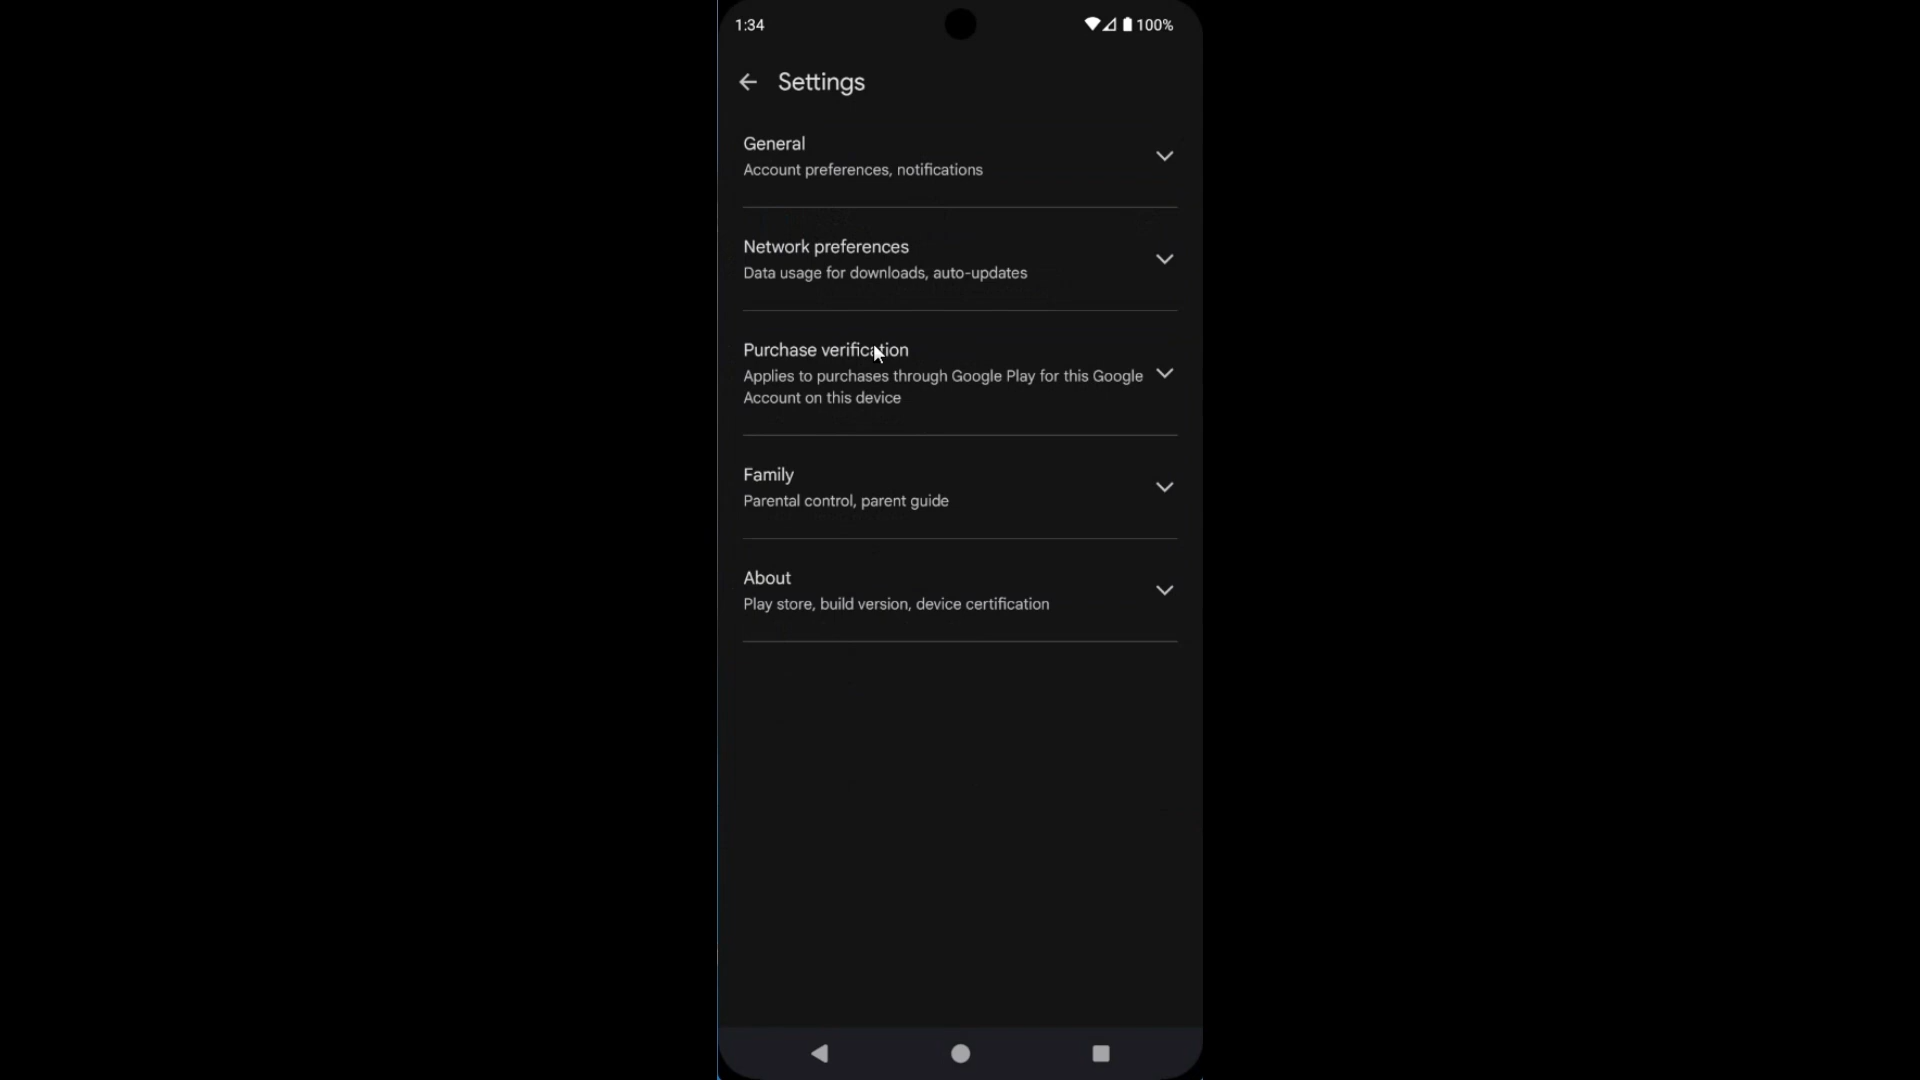 1:34
100%
Settings
General
Account preferences, notifications
Network preferences
Data usage for downloads, auto-updates
Purchase verification
Applies to purchases through Google Play for this Google
Account on this device
Family
Parental control, parent guide
About
Play store, build version, device certification